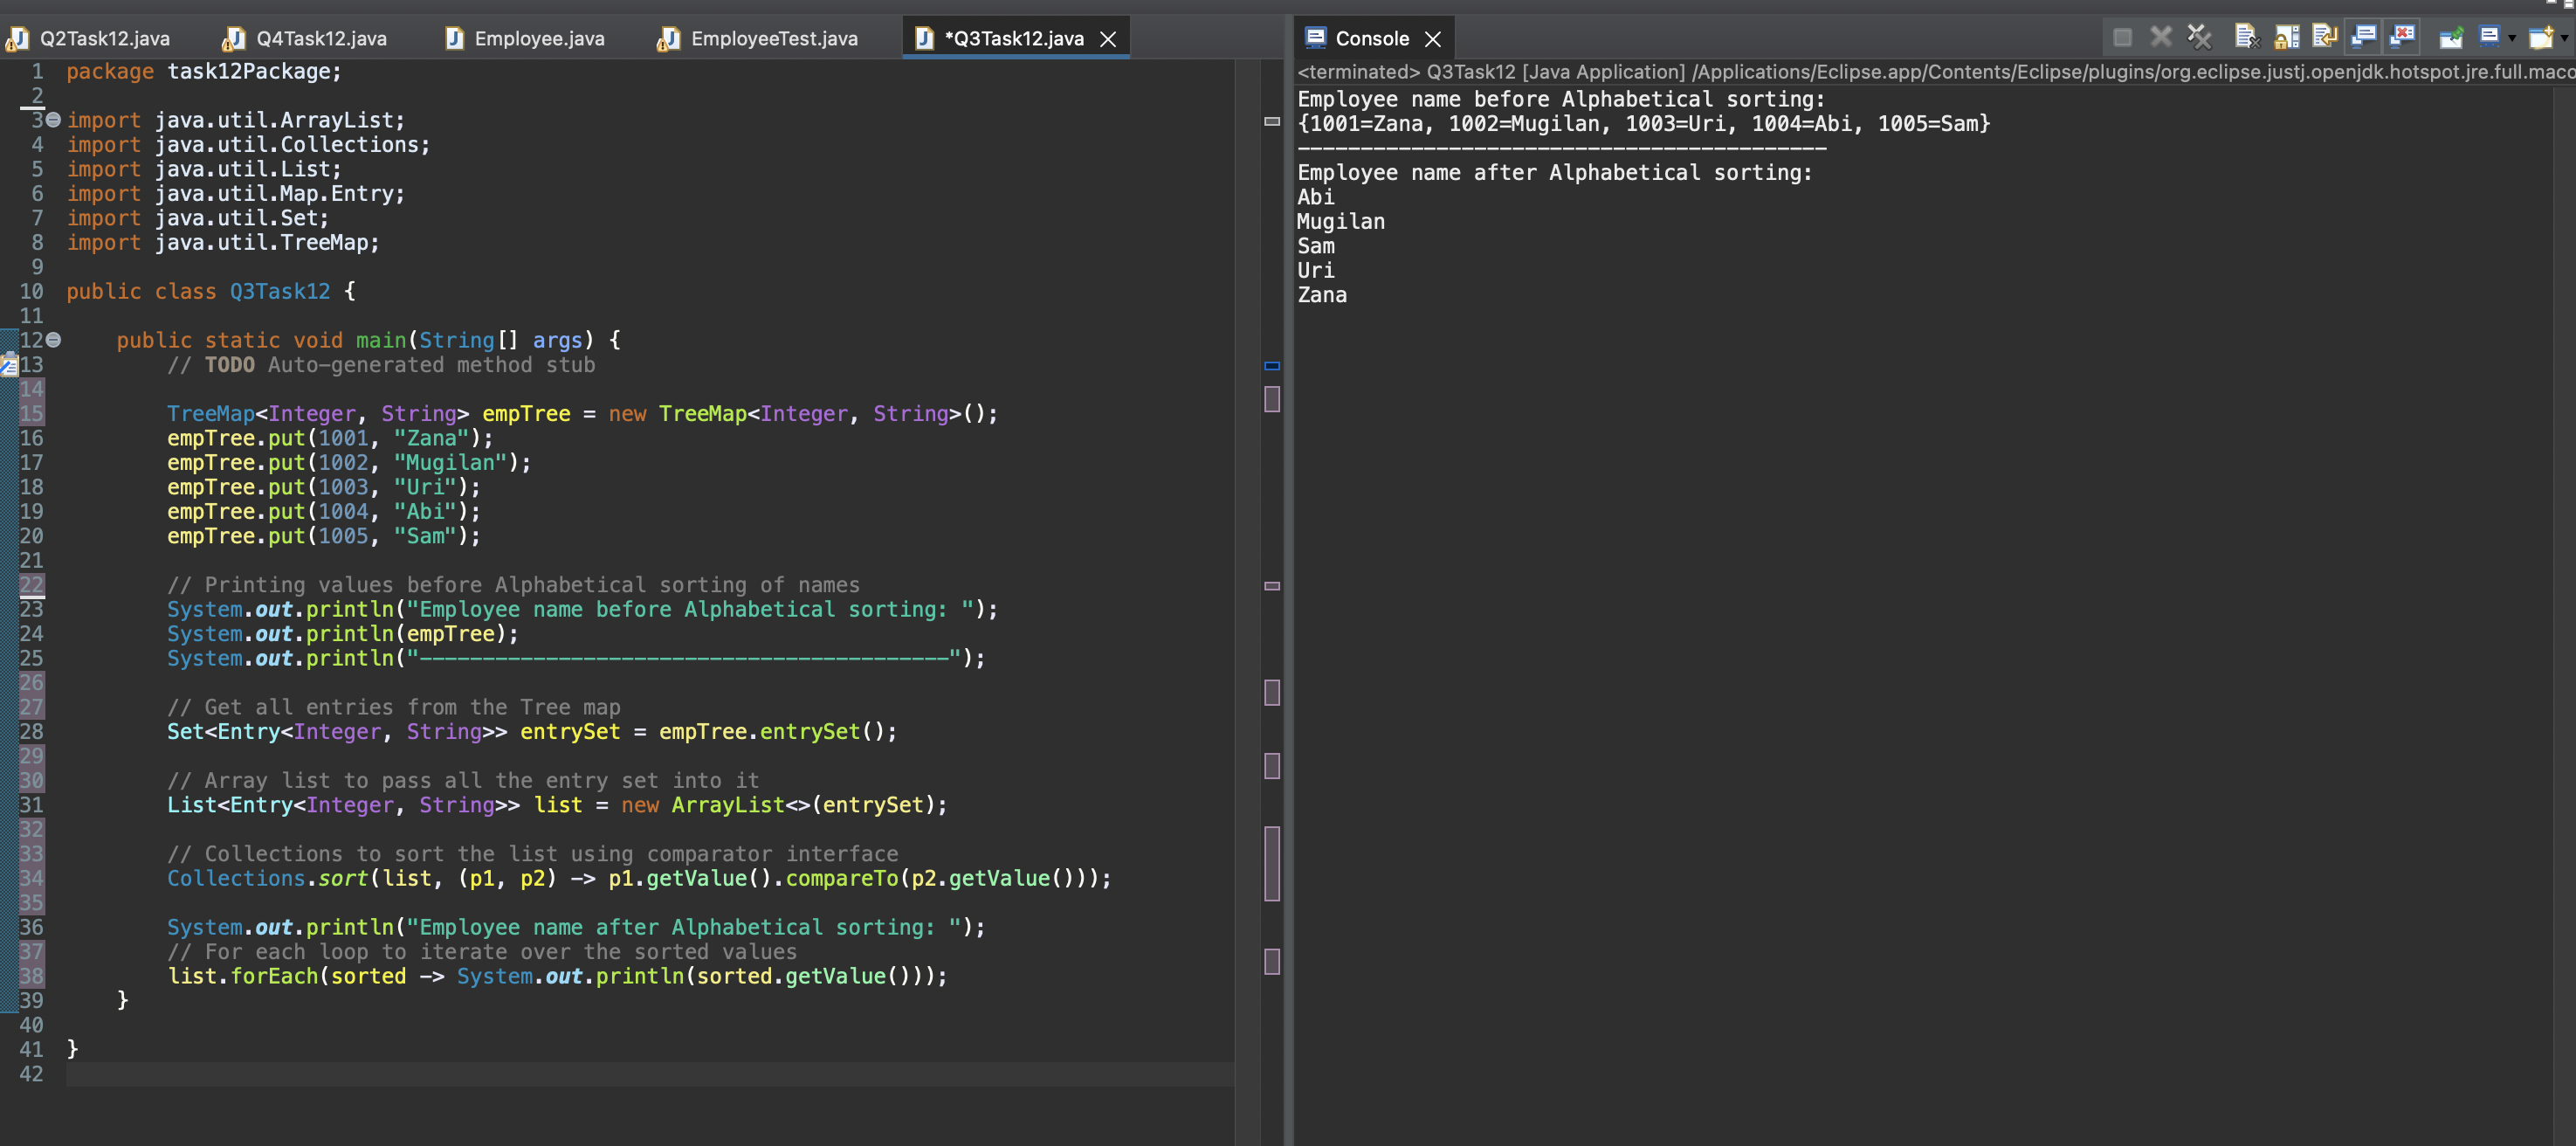 Q2Task12.java Q4Task12.java Employee.java EmployeeTest.java *Q3Task12.java
1 package task12Package;
2
3 import java.util.ArrayList;
4 import java.util.Collections;
5 import java.util.List;
6 import java.util.Map.Entry;
7 import java.util.Set;
8 import java.util.TreeMap;
9
10 public class Q3Task12 {
11
12 public static void main(String[] args) {
13 // TODO Auto-generated method stub
14
15 TreeMap<Integer, String> empTree = new TreeMap<Integer, String>();
16 empTree.put(1001, "Zana");
17 empTree.put(1002, "Mugilan");
18 empTree.put(1003, "Uri");
19 empTree.put(1004, "Abi");
20 empTree.put(1005, "Sam");
21
22 // Printing values before Alphabetical sorting of names
23 System.out.println("Employee name before Alphabetical sorting: ");
24 System.out.println(empTree);
25 System.out.println("------------------------------------------");
26
27 // Get all entries from the Tree map
28 Set<Entry<Integer, String>> entrySet = empTree.entrySet();
29
30 // Array list to pass all the entry set into it
31 List<Entry<Integer, String>> list = new ArrayList<>(entrySet);
32
33 // Collections to sort the list using comparator interface
34 Collections.sort(list, (p1, p2) -> p1.getValue().compareTo(p2.getValue()));
35
36 System.out.println("Employee name after Alphabetical sorting: ");
37 // For each loop to iterate over the sorted values
38 list.forEach(sorted -> System.out.println(sorted.getValue()));
39 }
40
41 }
42
Console
<terminated> Q3Task12 [Java Application] /Applications/Eclipse.app/Contents/Eclipse/plugins/org.eclipse.justj.openjdk.hotspot.jre.full.maco
Employee name before Alphabetical sorting:
{1001=Zana, 1002=Mugilan, 1003=Uri, 1004=Abi, 1005=Sam}
------------------------------------------
Employee name after Alphabetical sorting:
Abi
Mugilan
Sam
Uri
Zana